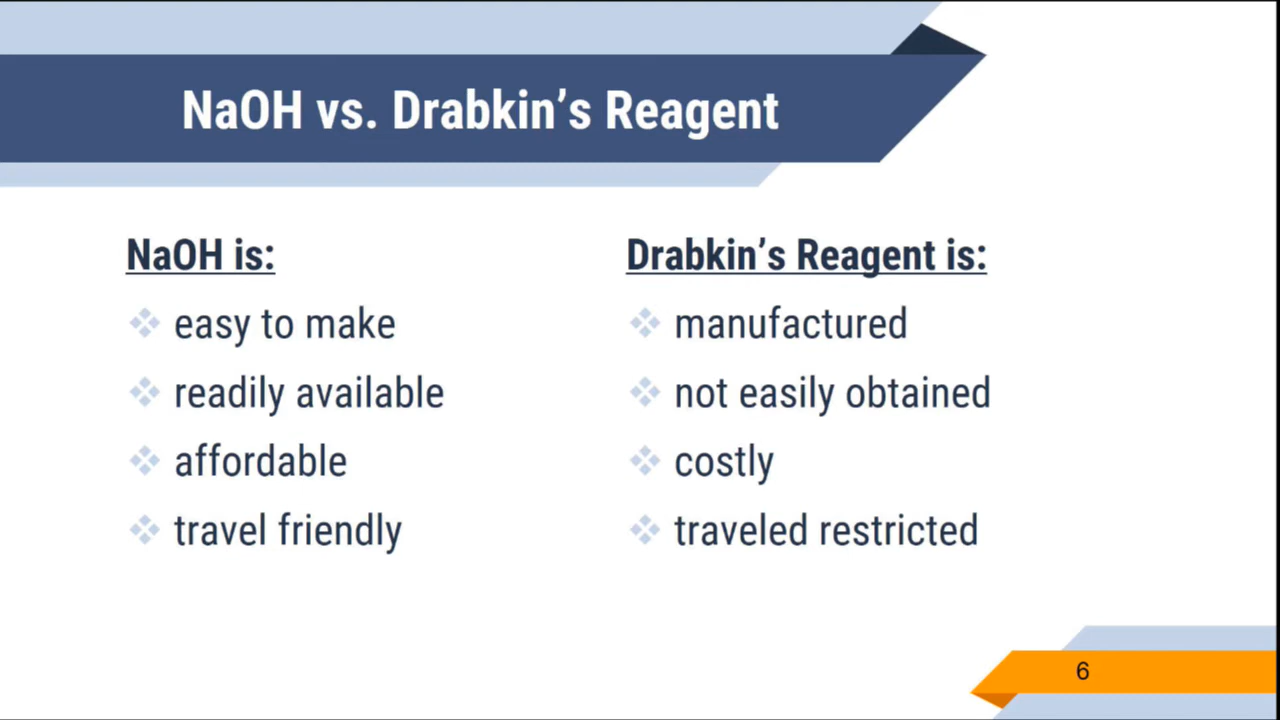 NaOH vs. Drabkin’s Reagent
NaOH is:
easy to make
readily available
affordable
travel friendly
Drabkin’s Reagent is:
manufactured
not easily obtained
costly
traveled restricted
6